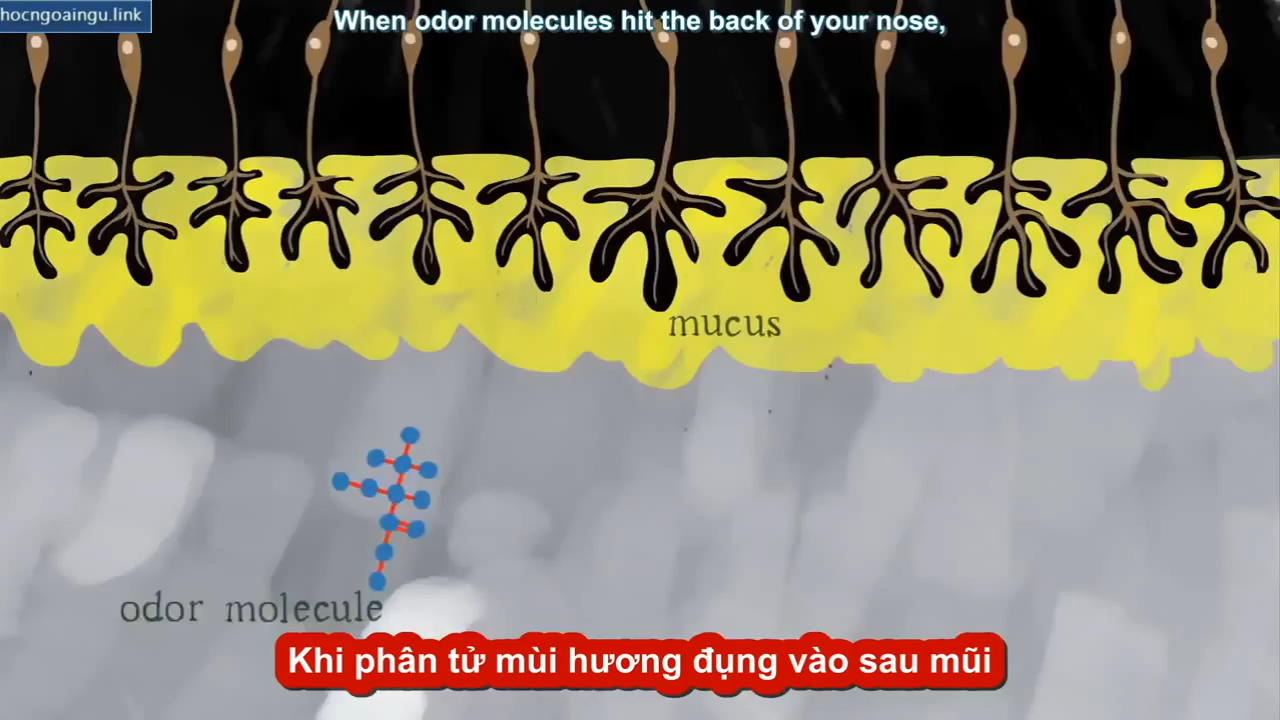 hocngoaingu.link
When odor molecules hit the back of your nose,
mucus
odor molecule
Khi phân tử mùi hương đụng vào sau mũi